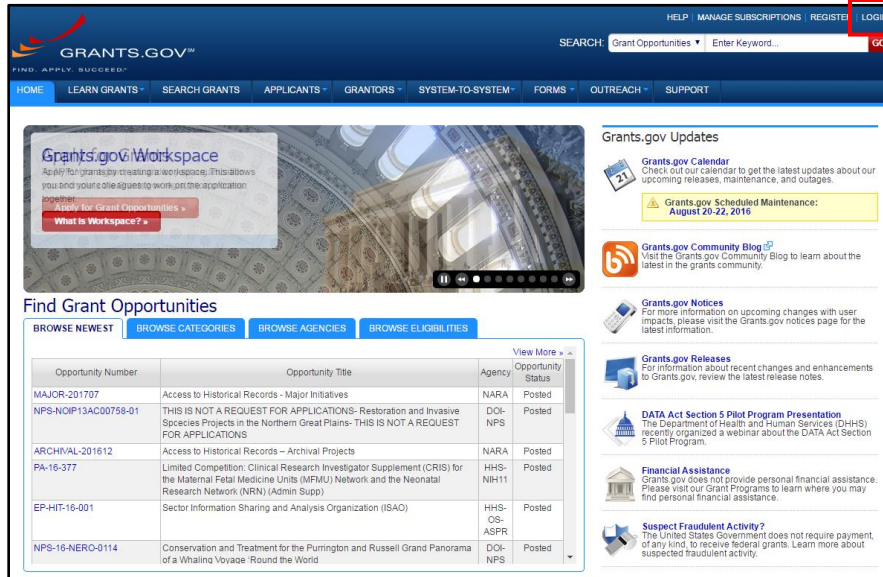 HELP | MANAGE SUBSCRIPTIONS | REGISTER | LOGIN
GRANTS.GOV℠
FIND. APPLY. SUCCEED.℠
SEARCH: Grant Opportunities ▼ Enter Keyword... GO
HOME LEARN GRANTS SEARCH GRANTS APPLICANTS GRANTORS SYSTEM-TO-SYSTEM FORMS OUTREACH SUPPORT
Grants.gov Workspace
Apply for grants by creating a workspace. This allows
you and your colleagues to work on the application
together.
Apply for Grant Opportunities »
What is Workspace? »
Find Grant Opportunities
BROWSE NEWEST BROWSE CATEGORIES BROWSE AGENCIES BROWSE ELIGIBILITIES
View More »
Opportunity Number Opportunity Title Agency Opportunity
Status
MAJOR-201707 Access to Historical Records - Major Initiatives NARA Posted
NPS-NOIP13AC00758-01 THIS IS NOT A REQUEST FOR APPLICATIONS- Restoration and Invasive DOI- Posted
Spcecies Projects in the Northern Great Plains- THIS IS NOT A REQUEST NPS
FOR APPLICATIONS
ARCHIVAL-201612 Access to Historical Records – Archival Projects NARA Posted
PA-16-377 Limited Competition: Clinical Research Investigator Supplement (CRIS) for HHS- Posted
the Maternal Fetal Medicine Units (MFMU) Network and the Neonatal NIH11
Research Network (NRN) (Admin Supp)
EP-HIT-16-001 Sector Information Sharing and Analysis Organization (ISAO) HHS- Posted
OS-
ASPR
NPS-16-NERO-0114 Conservation and Treatment for the Purrington and Russell Grand Panorama DOI- Posted
of a Whaling Voyage 'Round the World NPS
Grants.gov Updates
21
Grants.gov Calendar
Check out our calendar to get the latest updates about our
upcoming releases, maintenance, and outages.
Grants.gov Scheduled Maintenance:
August 20-22, 2016
Grants.gov Community Blog
Visit the Grants.gov Community Blog to learn about the
latest in the grants community.
Grants.gov Notices
For more information on upcoming changes with user
impacts, please visit the Grants.gov notices page for the
latest information.
Grants.gov Releases
For information about recent changes and enhancements
to Grants.gov, review the latest release notes.
DATA Act Section 5 Pilot Program Presentation
The Department of Health and Human Services (DHHS)
recently organized a webinar about the DATA Act Section
5 Pilot Program.
Financial Assistance
Grants.gov does not provide personal financial assistance.
Please visit our Grant Programs to learn where you may
find personal financial assistance.
Suspect Fraudulent Activity?
The United States Government does not require payment,
of any kind, to receive federal grants. Learn more about
suspected fraudulent activity.